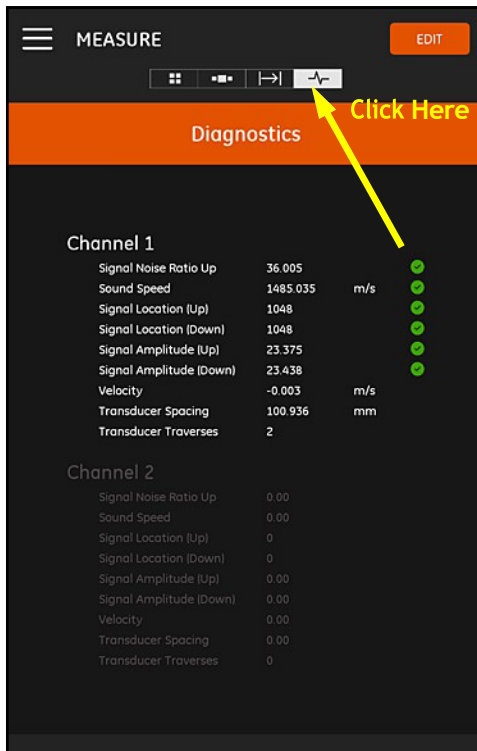 MEASURE
EDIT
Click Here
Diagnostics
Channel 1
Signal Noise Ratio Up 36.005
Sound Speed 1485.035 m/s
Signal Location (Up) 1048
Signal Location (Down) 1048
Signal Amplitude (Up) 23.375
Signal Amplitude (Down) 23.438
Velocity -0.003 m/s
Transducer Spacing 100.936 mm
Transducer Traverses 2
Channel 2
Signal Noise Ratio Up 0.00
Sound Speed 0.00
Signal Location (Up) 0
Signal Location (Down) 0
Signal Amplitude (Up) 0.00
Signal Amplitude (Down) 0.00
Velocity 0.00
Transducer Spacing 0.00
Transducer Traverses 0